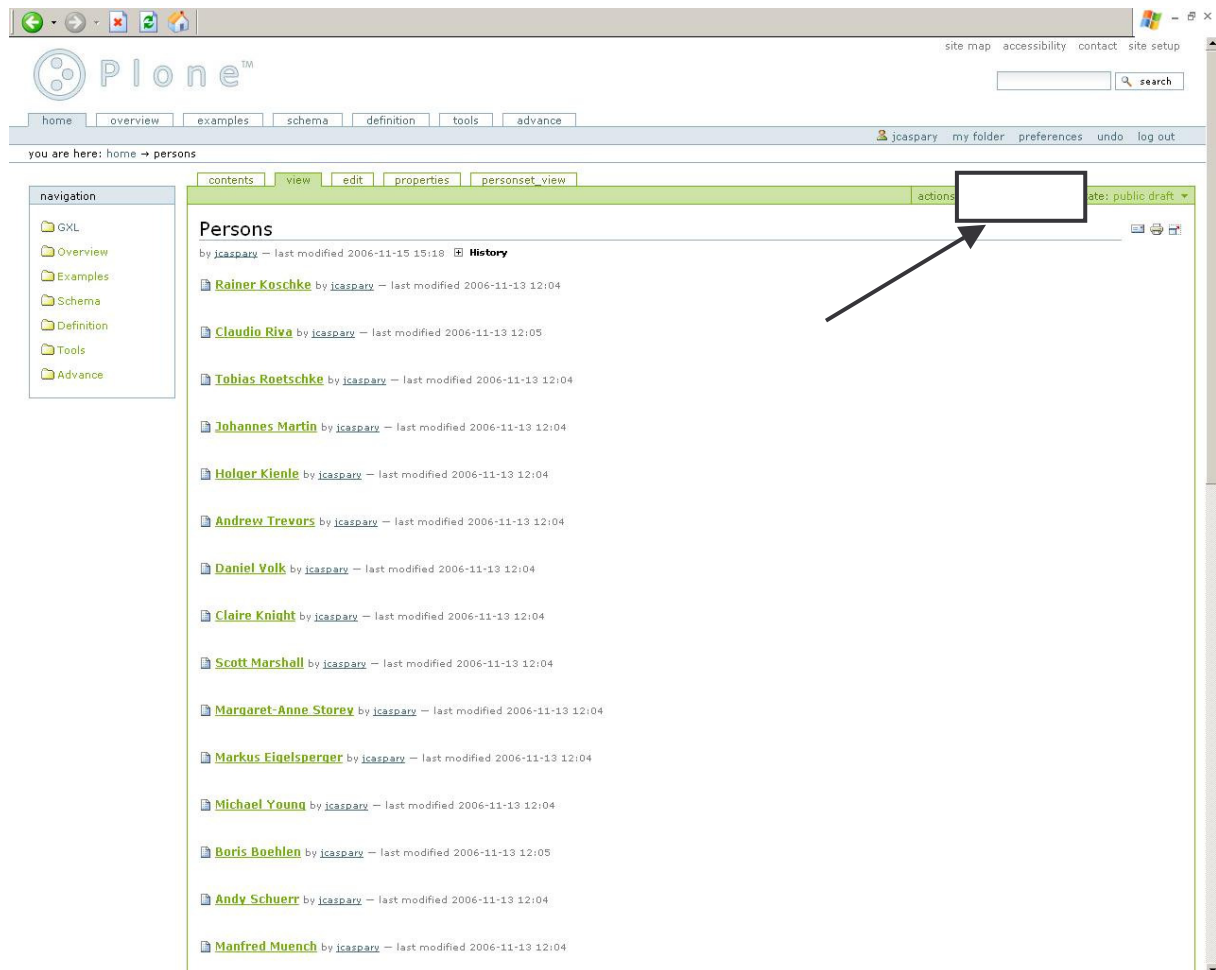 site map accessibility contact site setup
Plone™
search
home overview examples schema definition tools advance
jcaspary my folder preferences undo log out
you are here: home → persons
contents view edit properties personset_view
navigation
actions
ate: public draft
GXL
Overview
Examples
Schema
Definition
Tools
Advance
Persons
by jcaspary — last modified 2006-11-15 15:18 History
Rainer Koschke by jcaspary — last modified 2006-11-13 12:04
Claudio Riva by jcaspary — last modified 2006-11-13 12:05
Tobias Roetschke by jcaspary — last modified 2006-11-13 12:04
Johannes Martin by jcaspary — last modified 2006-11-13 12:04
Holger Kienle by jcaspary — last modified 2006-11-13 12:04
Andrew Trevors by jcaspary — last modified 2006-11-13 12:04
Daniel Volk by jcaspary — last modified 2006-11-13 12:04
Claire Knight by jcaspary — last modified 2006-11-13 12:04
Scott Marshall by jcaspary — last modified 2006-11-13 12:04
Margaret-Anne Storey by jcaspary — last modified 2006-11-13 12:04
Markus Eigelsperger by jcaspary — last modified 2006-11-13 12:04
Michael Young by jcaspary — last modified 2006-11-13 12:04
Boris Boehlen by jcaspary — last modified 2006-11-13 12:05
Andy Schuerr by jcaspary — last modified 2006-11-13 12:04
Manfred Muench by jcaspary — last modified 2006-11-13 12:04